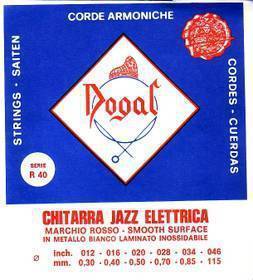 CORDE ARMONICHE
STRINGS - SAITEN
Dogal
CORDES - CUERDAS
SERIE
R 40
CHITARRA JAZZ ELETTRICA
MARCHIO ROSSO - SMOOTH SURFACE
IN METALLO BIANCO LAMINATO INOSSIDABILE
Ø inch. 012 - 016 - 020 - 028 - 034 - 046
mm. 0,30 - 0,40 - 0,50 - 0,70 - 0,85 - 115